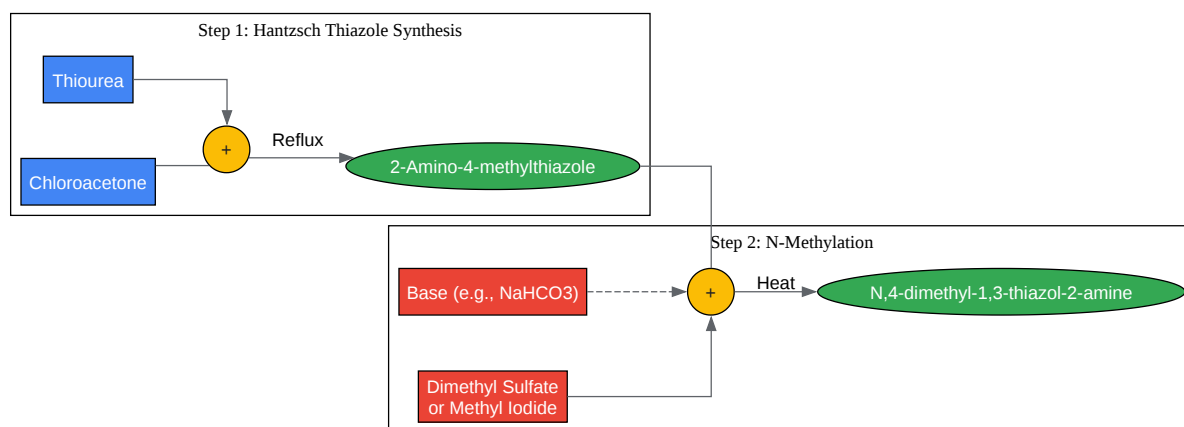 Step 1: Hantzsch Thiazole Synthesis
Thiourea
+
Reflux
Chloroacetone
2-Amino-4-methylthiazole
Step 2: N-Methylation
Base (e.g., NaHCO3)
+
Heat
N,4-dimethyl-1,3-thiazol-2-amine
Dimethyl Sulfate
or Methyl Iodide